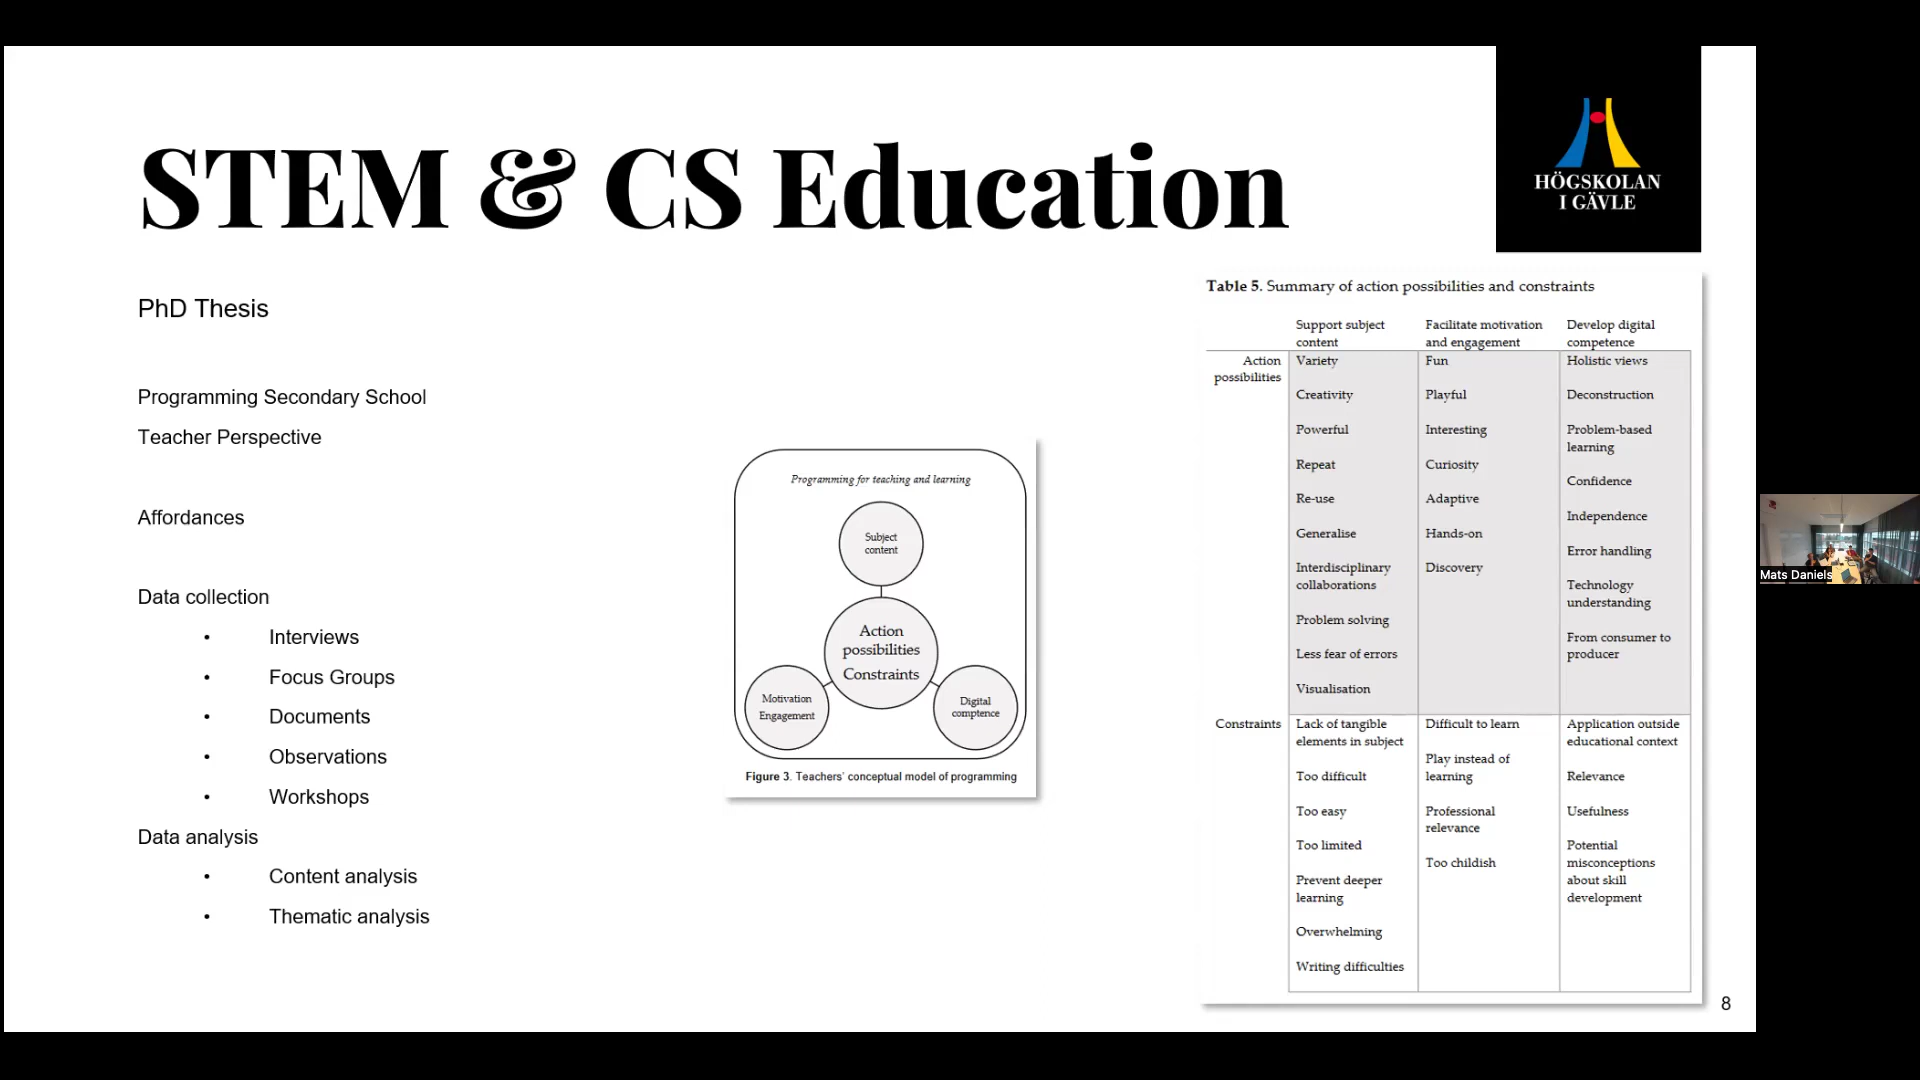 STEM & CS Education
HÖGSKOLAN
I GÄVLE
PhD Thesis
Programming Secondary School
Teacher Perspective
Affordances
Data collection
• Interviews
• Focus Groups
• Documents
• Observations
• Workshops
Data analysis
• Content analysis
• Thematic analysis
Programming for teaching and learning
Subject
content
Action
possibilities
Constraints
Motivation
Engagement
Digital
comptence
Figure 3. Teachers' conceptual model of programming
Table 5. Summary of action possibilities and constraints
Support subject
content
Facilitate motivation
and engagement
Develop digital
competence
Action
possibilities
Variety
Creativity
Powerful
Repeat
Re-use
Generalise
Interdisciplinary
collaborations
Problem solving
Less fear of errors
Visualisation
Fun
Playful
Interesting
Curiosity
Adaptive
Hands-on
Discovery
Holistic views
Deconstruction
Problem-based
learning
Confidence
Independence
Error handling
Technology
understanding
From consumer to
producer
Constraints
Lack of tangible
elements in subject
Too difficult
Too easy
Too limited
Prevent deeper
learning
Overwhelming
Writing difficulties
Difficult to learn
Play instead of
learning
Professional
relevance
Too childish
Application outside
educational context
Relevance
Usefulness
Potential
misconceptions
about skill
development
8
Mats Daniels